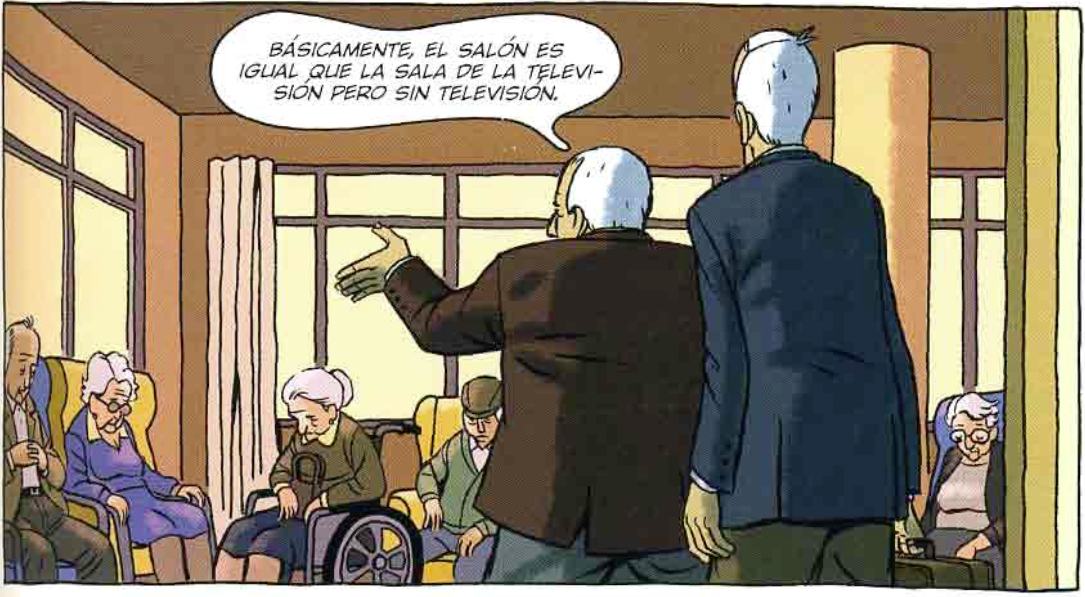 BÁSICAMENTE, EL SALÓN ES
IGUAL QUE LA SALA DE LA TELEVI-
SIÓN PERO SIN TELEVISIÓN.